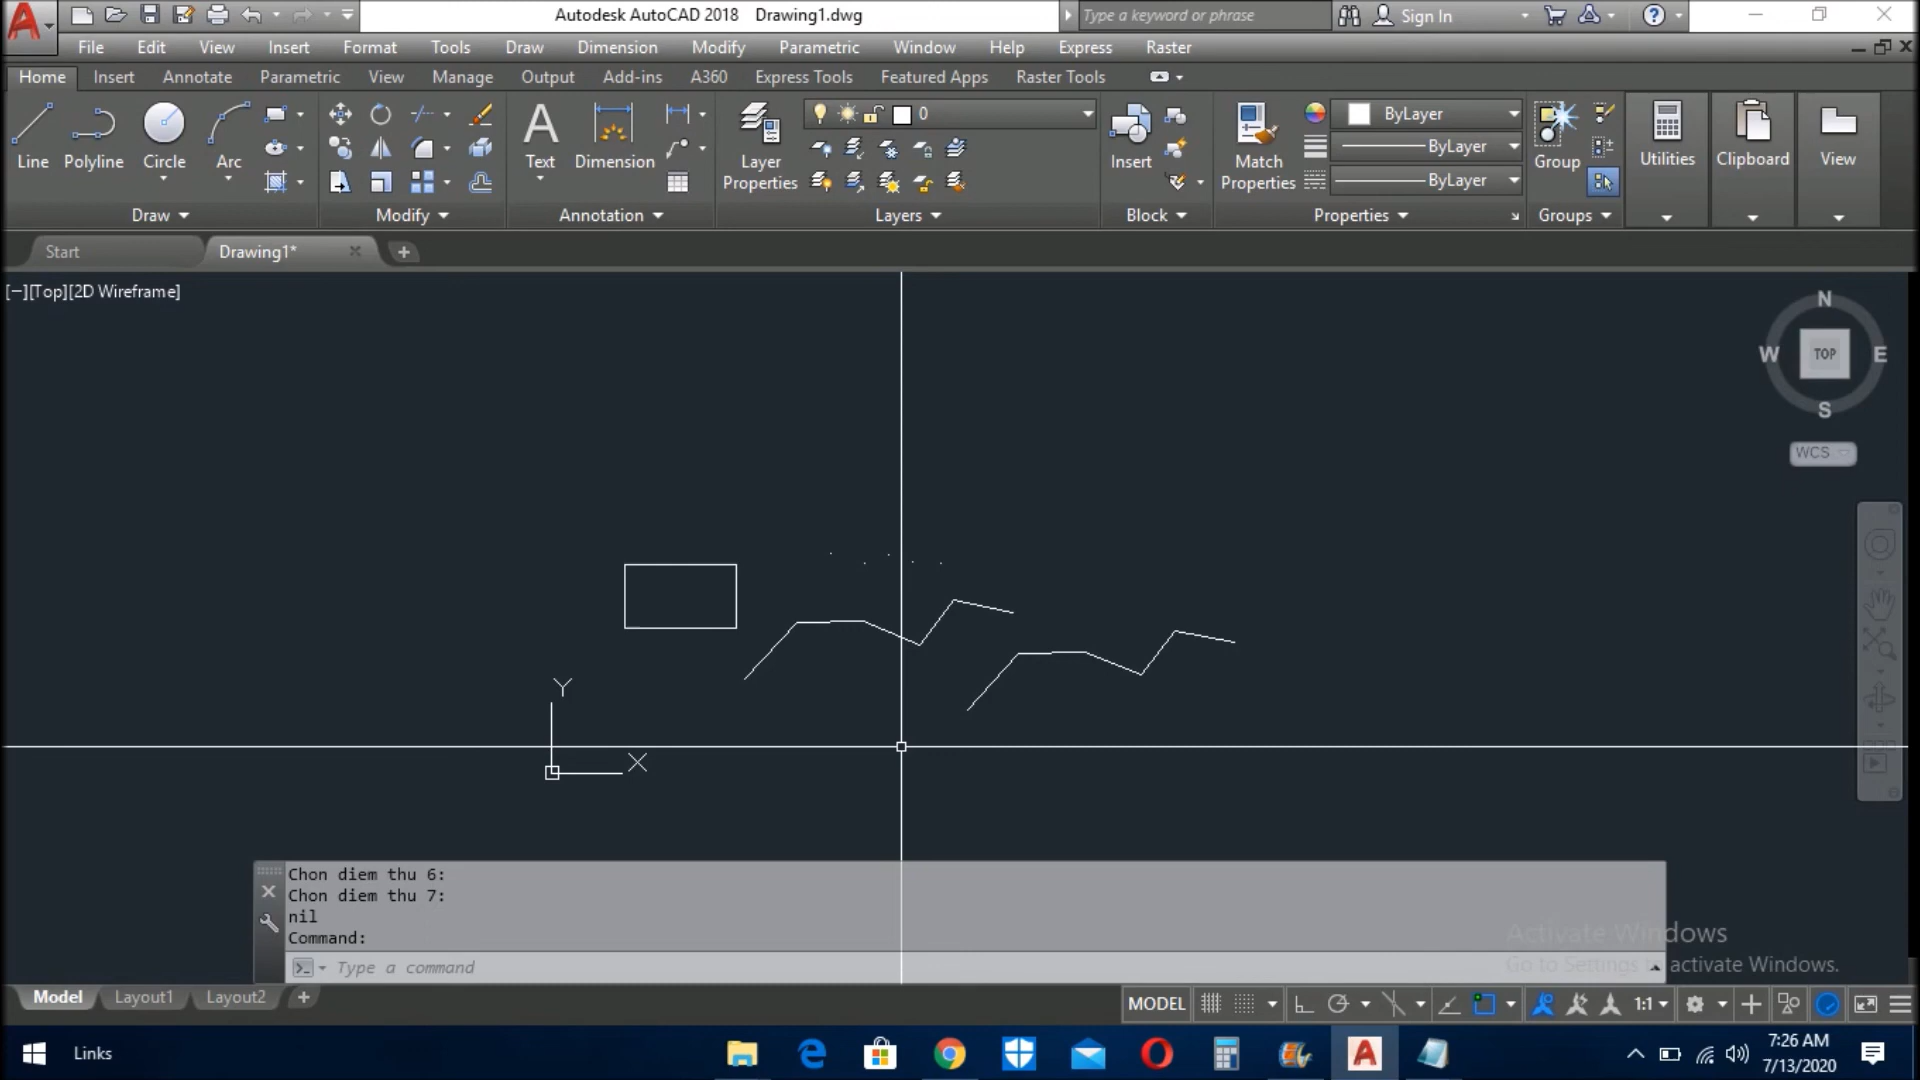 Autodesk AutoCAD 2018 Drawing1.dwg
Type a keyword or phrase
Sign In
File Edit View Insert Format Tools Draw Dimension Modify Parametric Window Help Express Raster
Home Insert Annotate Parametric View Manage Output Add-ins A360 Express Tools Featured Apps Raster Tools
0
ByLayer
ByLayer
ByLayer
Line Polyline Circle Arc
Text Dimension
Layer
Properties
Insert
Match
Properties
Group
Utilities
Clipboard
View
Draw
Modify
Annotation
Layers
Block
Properties
Groups
Start
Drawing1*
[−][Top][2D Wireframe]
N
W
TOP
E
S
WCS
Y
X
Chon diem thu 6:
Chon diem thu 7:
nil
Command:
Type a command
Activate Windows
Go to Settings to activate Windows.
Model Layout1 Layout2
MODEL
1:1
Links
7:26 AM
7/13/2020